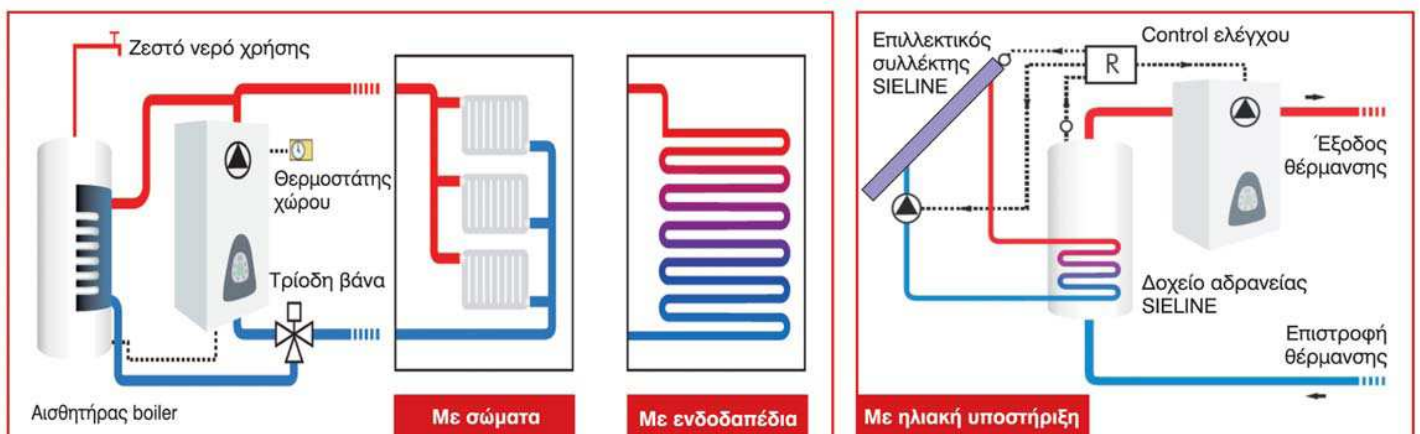 Ζεστό νερό χρήσης
Θερμοστάτης
χώρου
Τρίοδη βάνα
Αισθητήρας boiler
Με σώματα
Με ενδοδαπέδια
Επιλλεκτικός
συλλέκτης
SIELINE
Control ελέγχου
R
Έξοδος
θέρμανσης
Δοχείο αδρανείας
SIELINE
Επιστροφή
θέρμανσης
Με ηλιακή υποστήριξη